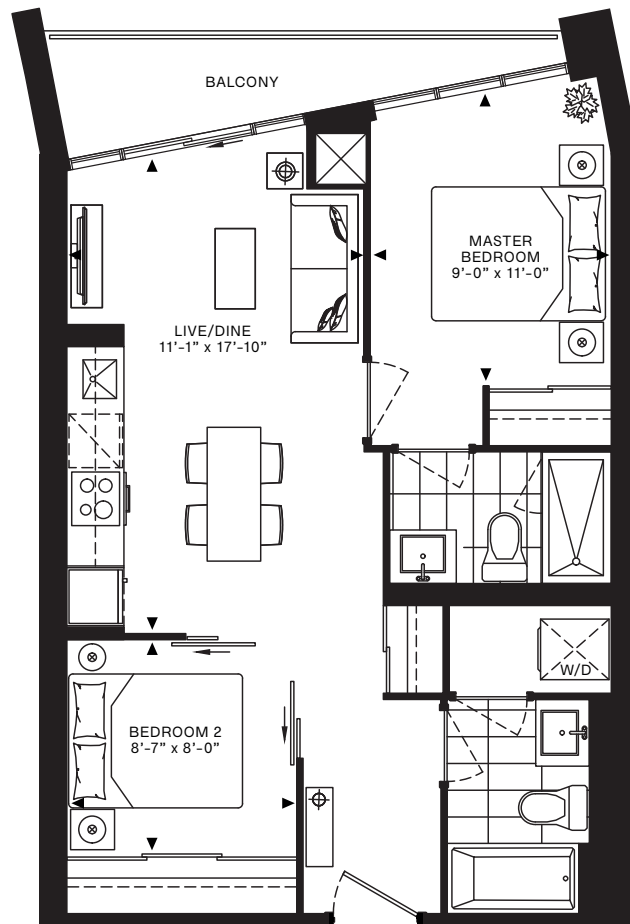 BALCONY
MASTER
BEDROOM
9'-0" x 11'-0"
LIVE/DINE
11'-1" x 17'-10"
W/D
BEDROOM 2
8'-7" x 8'-0"